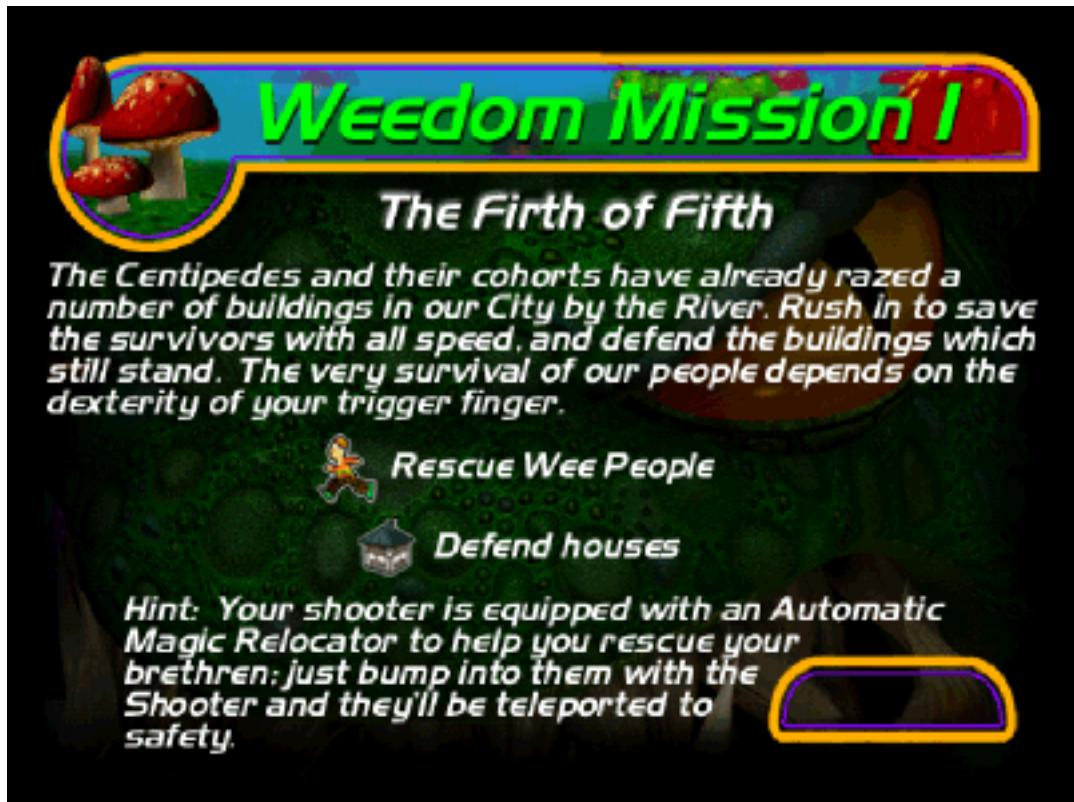 Weedom Mission I
The Firth of Fifth
The Centipedes and their cohorts have already razed a
number of buildings in our City by the River. Rush in to save
the survivors with all speed, and defend the buildings which
still stand.  The very survival of our people depends on the
dexterity of your trigger finger.
Rescue Wee People
Defend houses
Hint:  Your shooter is equipped with an Automatic
Magic Relocator to help you rescue your
brethren; just bump into them with the
Shooter and they'll be teleported to
safety.